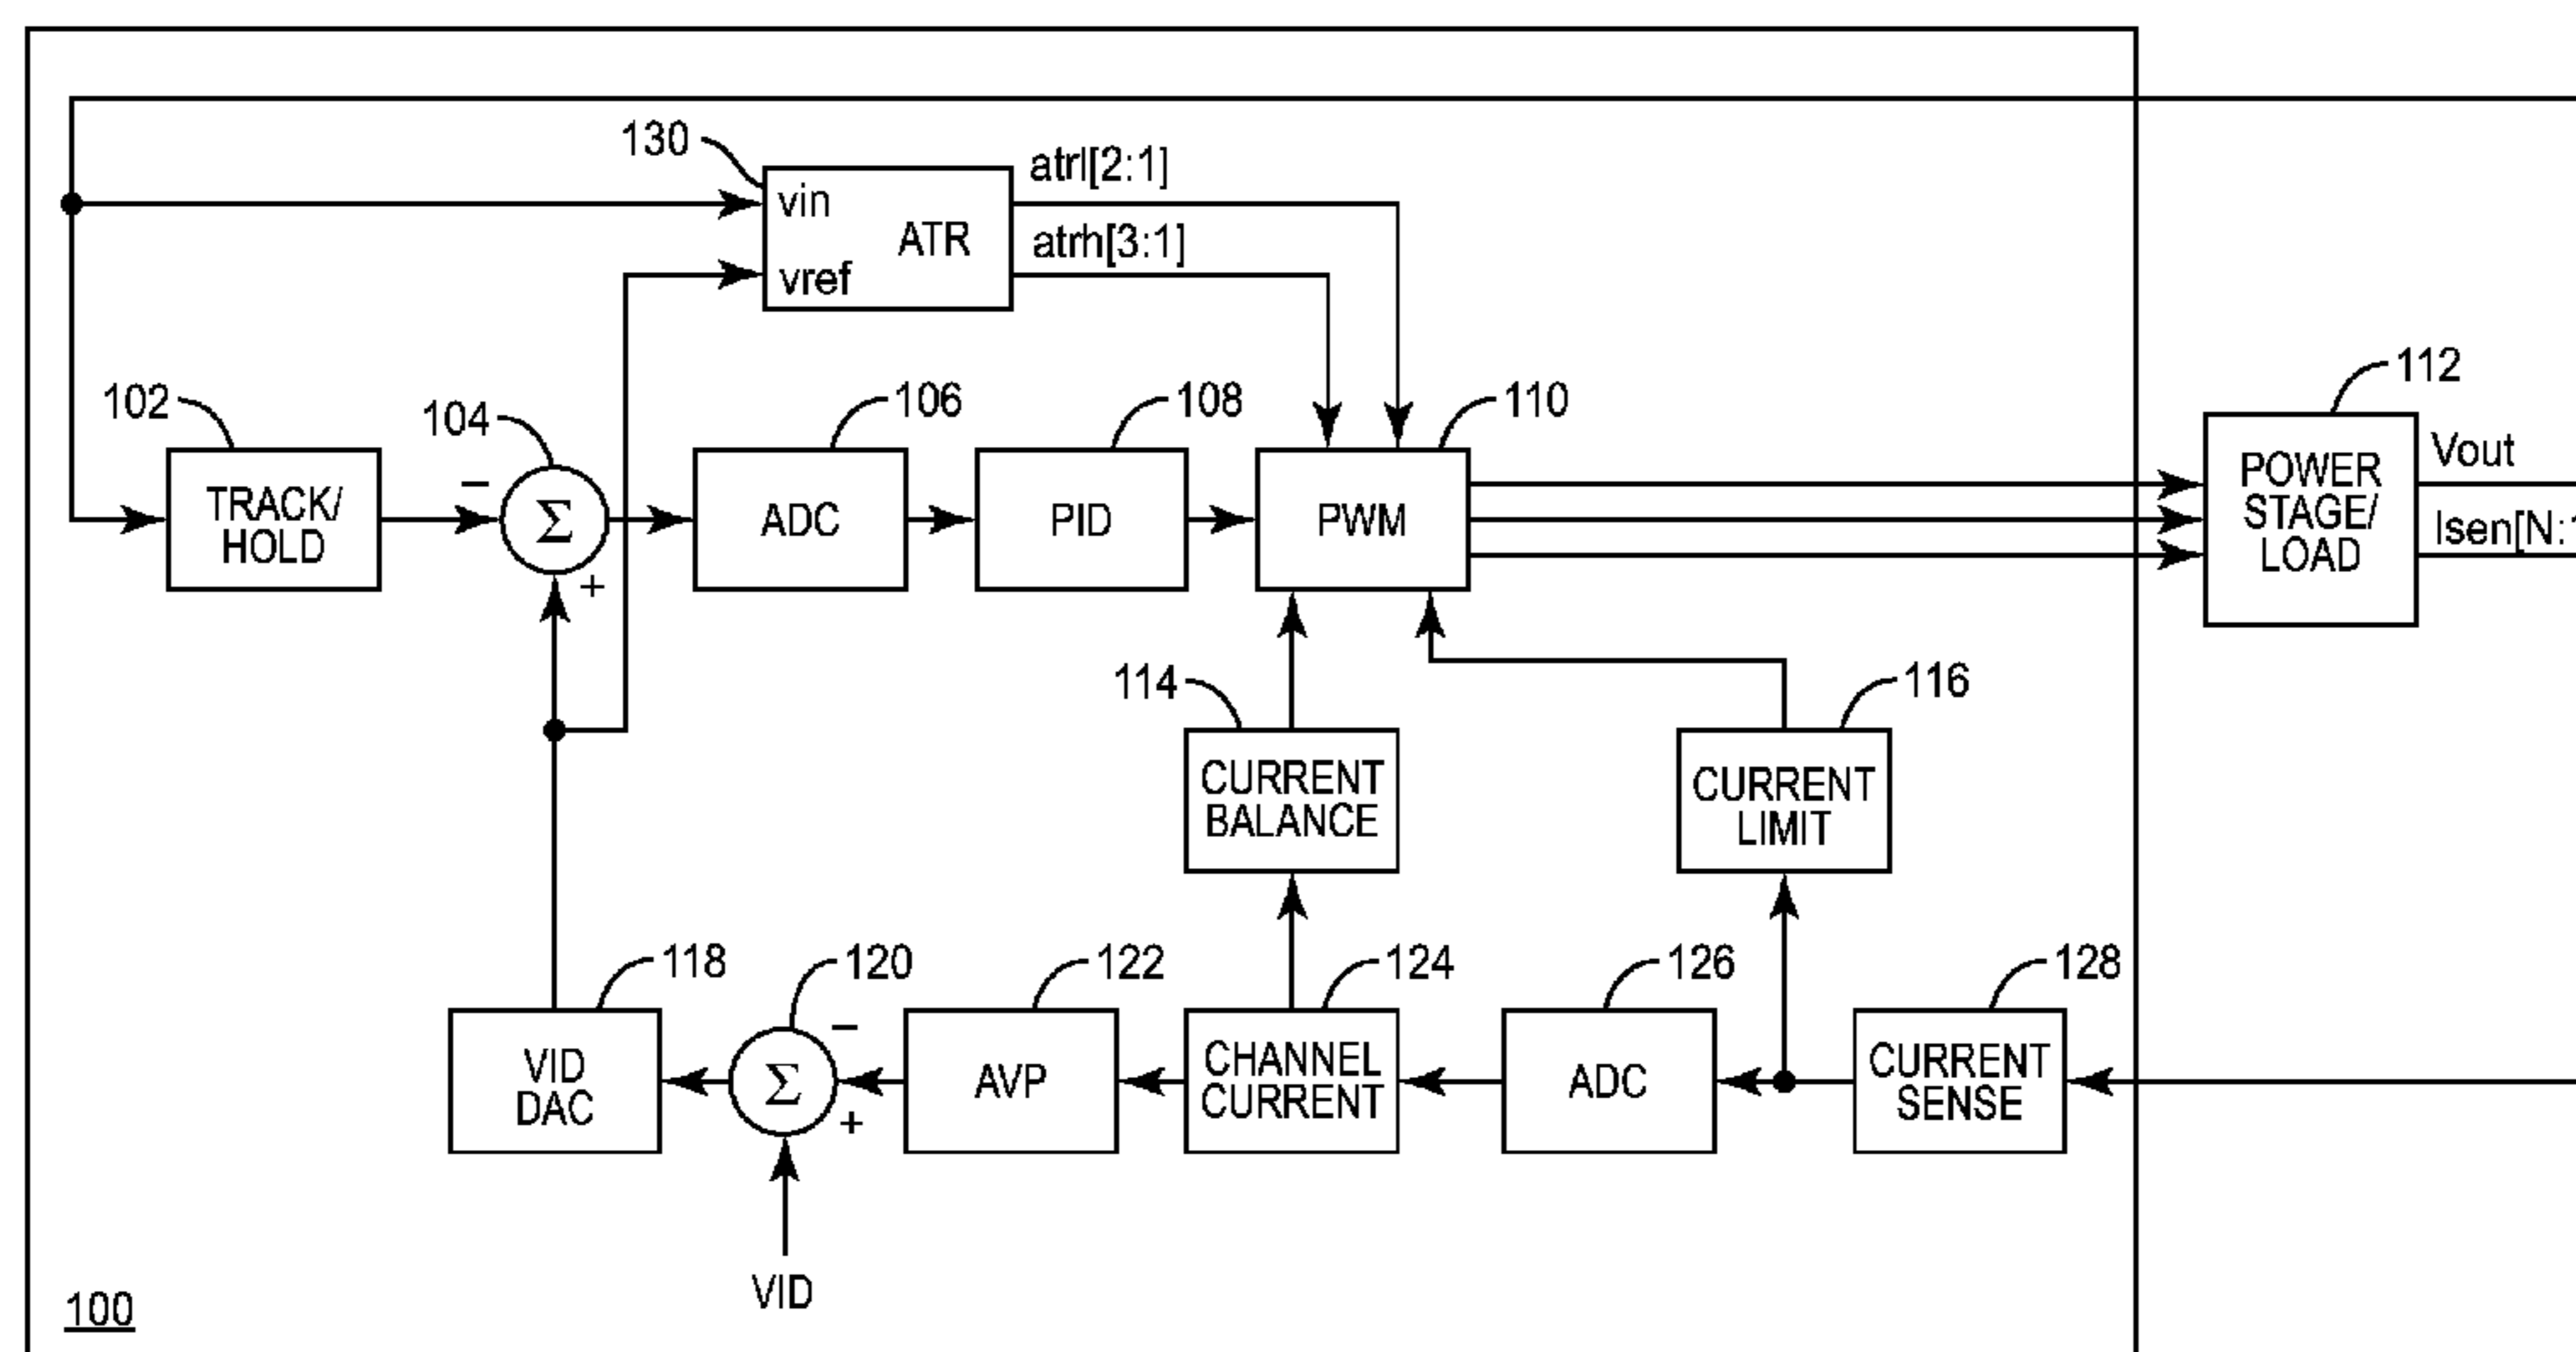 130
atrl[2:1]
vin
ATR
atrh[3:1]
vref
102
104
106
108
110
112
TRACK/
HOLD
−
Σ
+
ADC
PID
PWM
POWER
STAGE/
LOAD
Vout
Isen[N:1
114
116
CURRENT
BALANCE
CURRENT
LIMIT
118
120
122
124
126
128
VID
DAC
−
Σ
+
AVP
CHANNEL
CURRENT
ADC
CURRENT
SENSE
VID
100